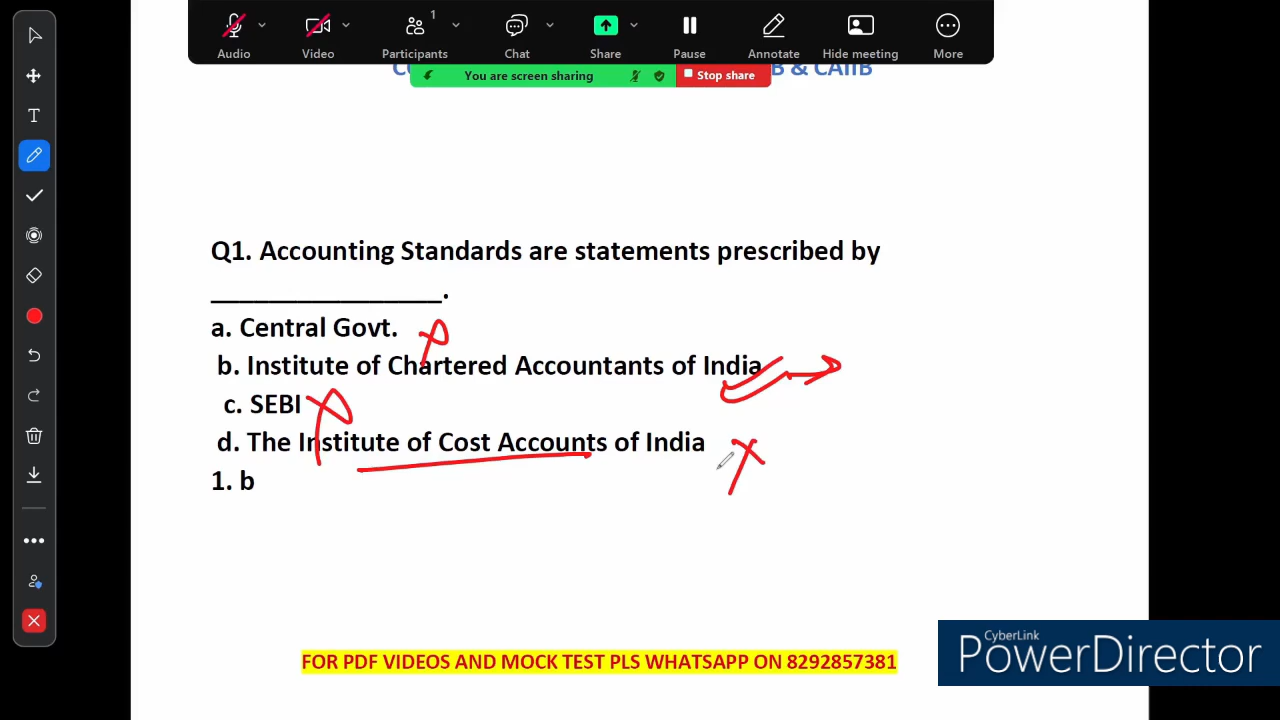 1
Audio Video Participants Chat Share Pause Annotate Hide meeting More
B & CAIIB
You are screen sharing Stop share
T
Q1. Accounting Standards are statements prescribed by
________________.
a. Central Govt.
b. Institute of Chartered Accountants of India
c. SEBI
d. The Institute of Cost Accounts of India
1. b
CyberLink
PowerDirector
FOR PDF VIDEOS AND MOCK TEST PLS WHATSAPP ON 8292857381